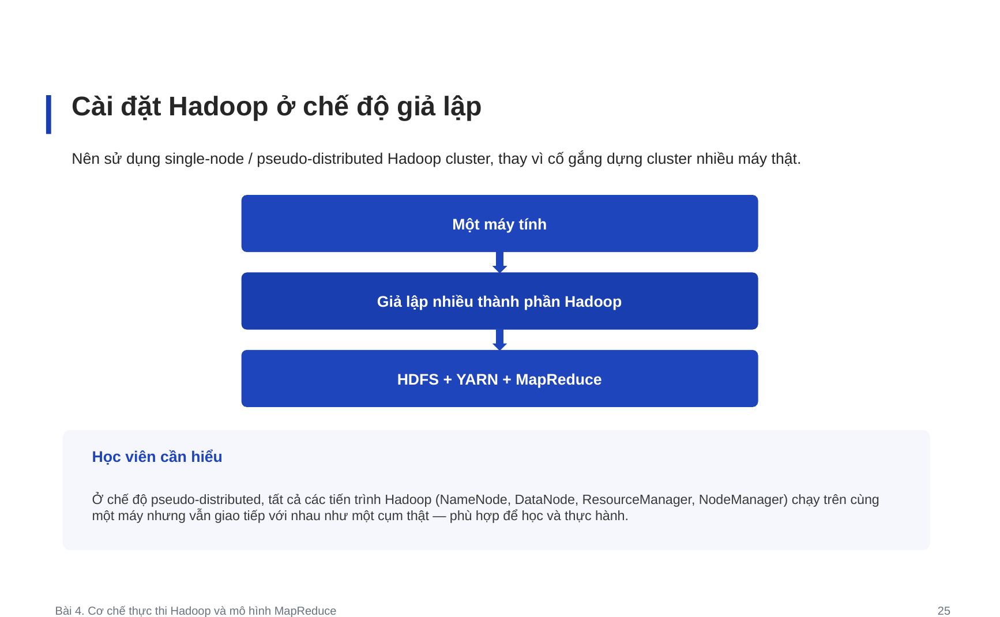 Cài đặt Hadoop ở chế độ giả lập
Nên sử dụng single-node / pseudo-distributed Hadoop cluster, thay vì cố gắng dựng cluster nhiều máy thật.
Một máy tính
Giả lập nhiều thành phần Hadoop
HDFS + YARN + MapReduce
Học viên cần hiểu
Ở chế độ pseudo-distributed, tất cả các tiến trình Hadoop (NameNode, DataNode, ResourceManager, NodeManager) chạy trên cùng
một máy nhưng vẫn giao tiếp với nhau như một cụm thật — phù hợp để học và thực hành.
Bài 4. Cơ chế thực thi Hadoop và mô hình MapReduce
25